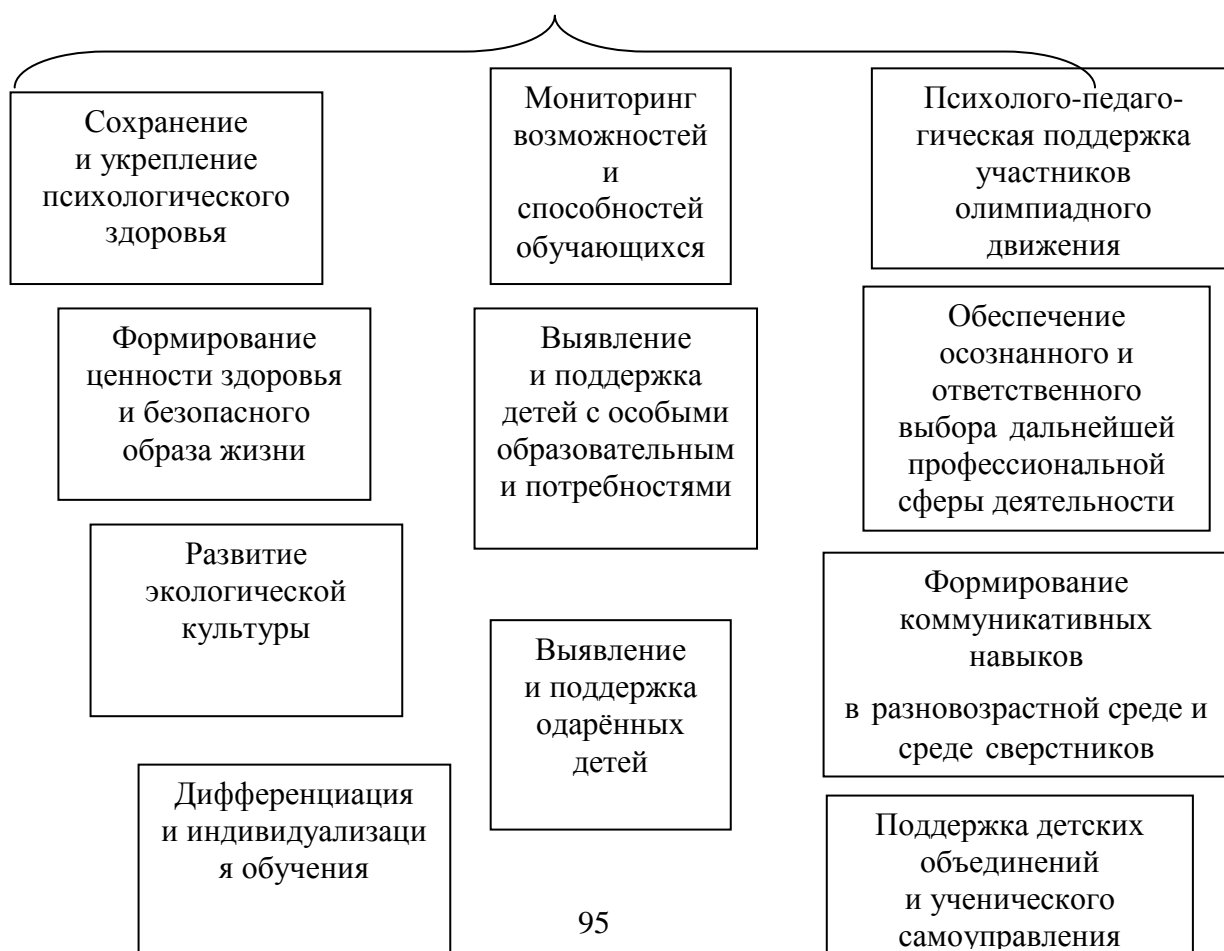 Сохранение
и укрепление
психологического
здоровья
Мониторинг
возможностей
и
способностей
обучающихся
Психолого-педаго-
гическая поддержка
участников
олимпиадного
движения
Формирование
ценности здоровья
и безопасного
образа жизни
Выявление
и поддержка
детей с особыми
образовательным
и потребностями
Обеспечение
осознанного и
ответственного
выбора дальнейшей
профессиональной
сферы деятельности
Развитие
экологической
культуры
Выявление
и поддержка
одарённых
детей
Формирование
коммуникативных
навыков
в разновозрастной среде и
среде сверстников
Дифференциация
и индивидуализаци
я обучения
Поддержка детских
объединений
и ученического
самоуправления
95